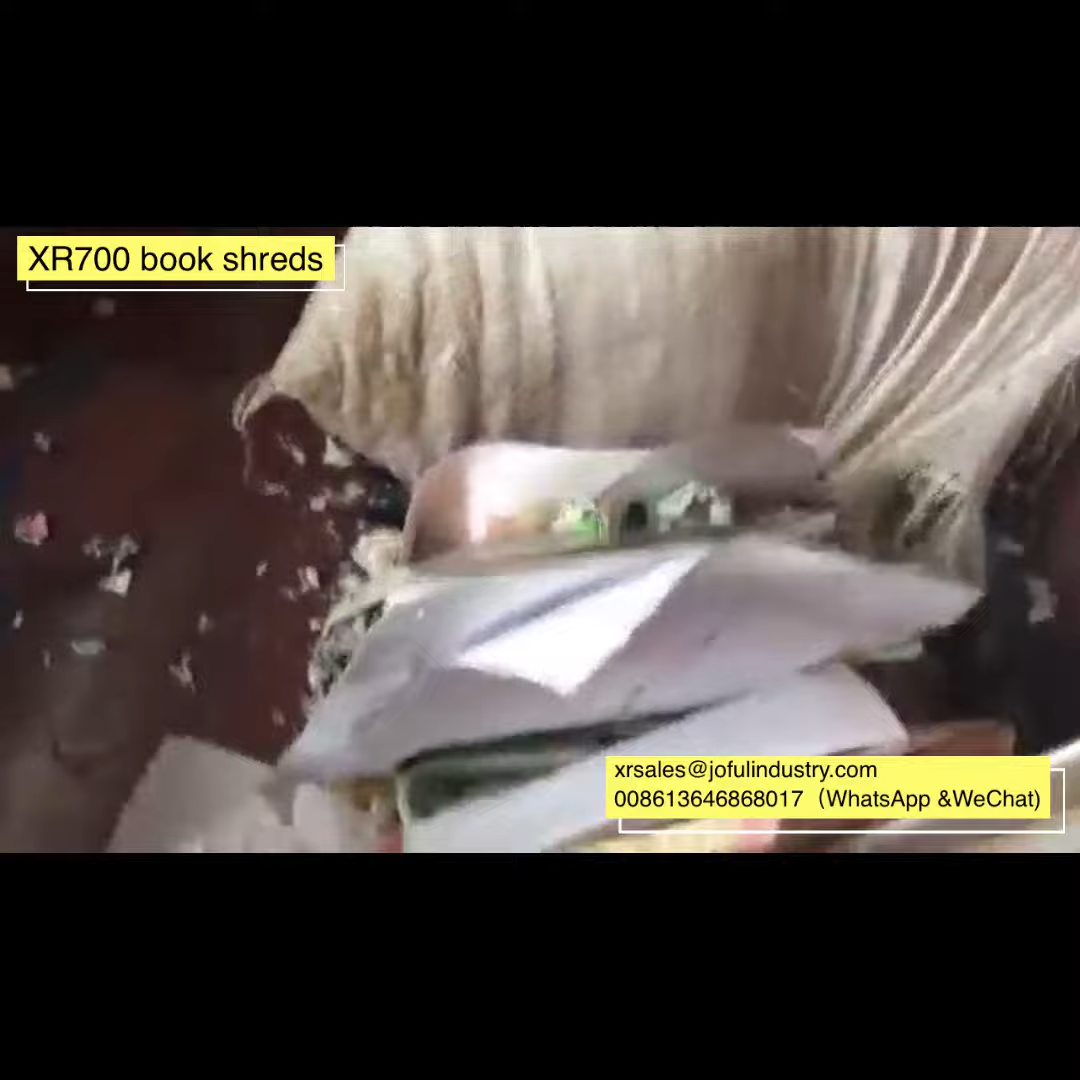 XR700 book shreds
xrsales@jofulindustry.com
008613646868017（WhatsApp &WeChat)